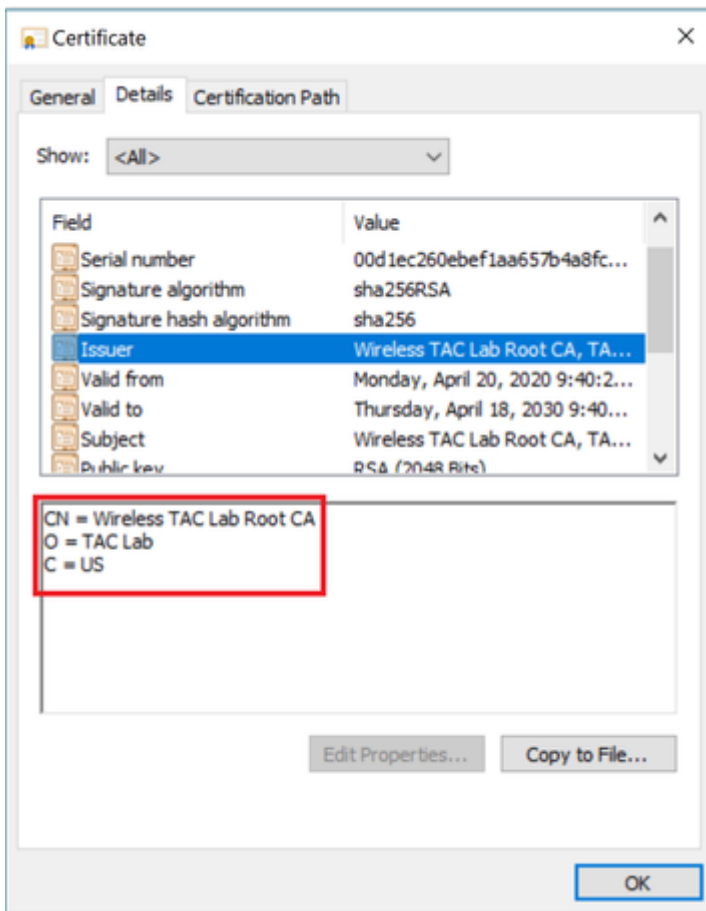 Certificate
General Details Certification Path
Show: <All>
Field Value
Serial number 00d1ec260ebef1aa657b4a8fc...
Signature algorithm sha256RSA
Signature hash algorithm sha256
Issuer Wireless TAC Lab Root CA, TA...
Valid from Monday, April 20, 2020 9:40:2...
Valid to Thursday, April 18, 2030 9:40...
Subject Wireless TAC Lab Root CA, TA...
Public key RSA (2048 Bits)
CN = Wireless TAC Lab Root CA
O = TAC Lab
C = US
Edit Properties... Copy to File...
OK